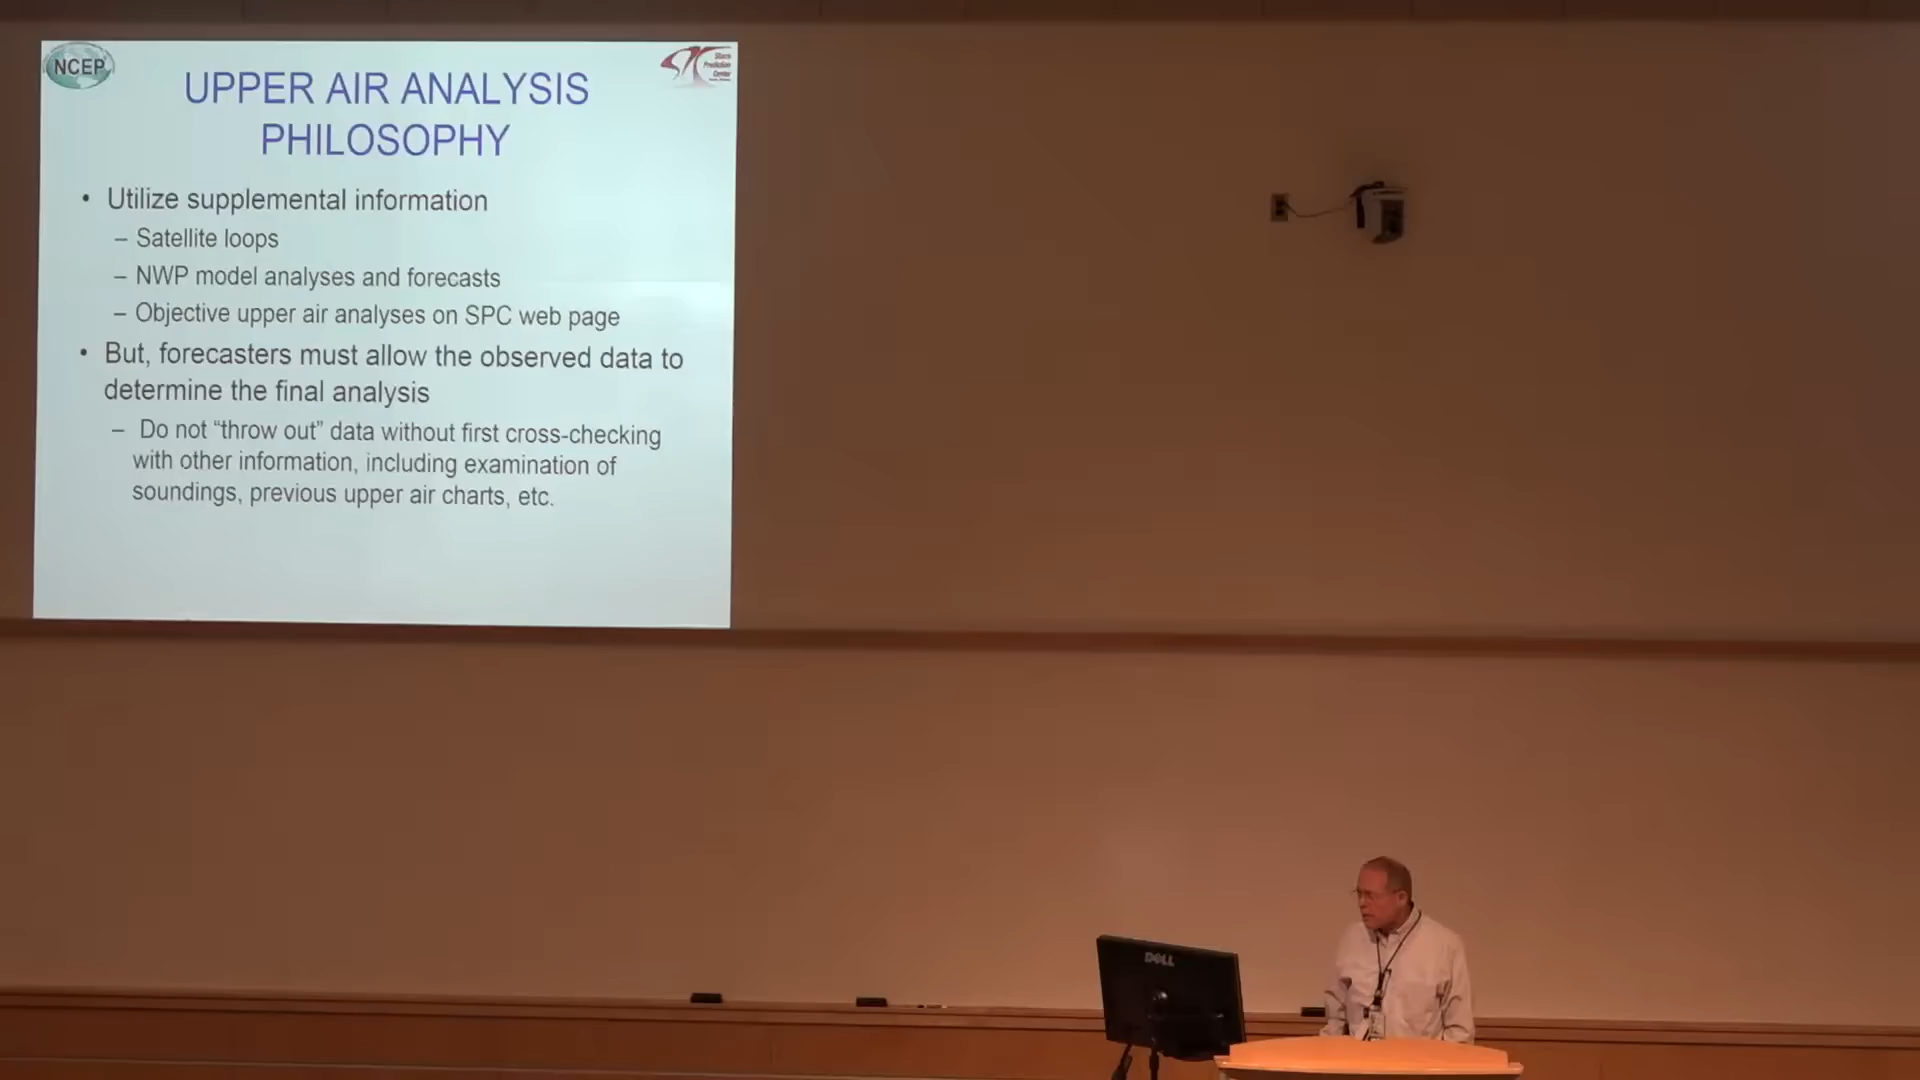 NCEP
Storm
Prediction
Center
UPPER AIR ANALYSIS
PHILOSOPHY
• Utilize supplemental information
– Satellite loops
– NWP model analyses and forecasts
– Objective upper air analyses on SPC web page
• But, forecasters must allow the observed data to
determine the final analysis
– Do not “throw out” data without first cross-checking
with other information, including examination of
soundings, previous upper air charts, etc.
DELL